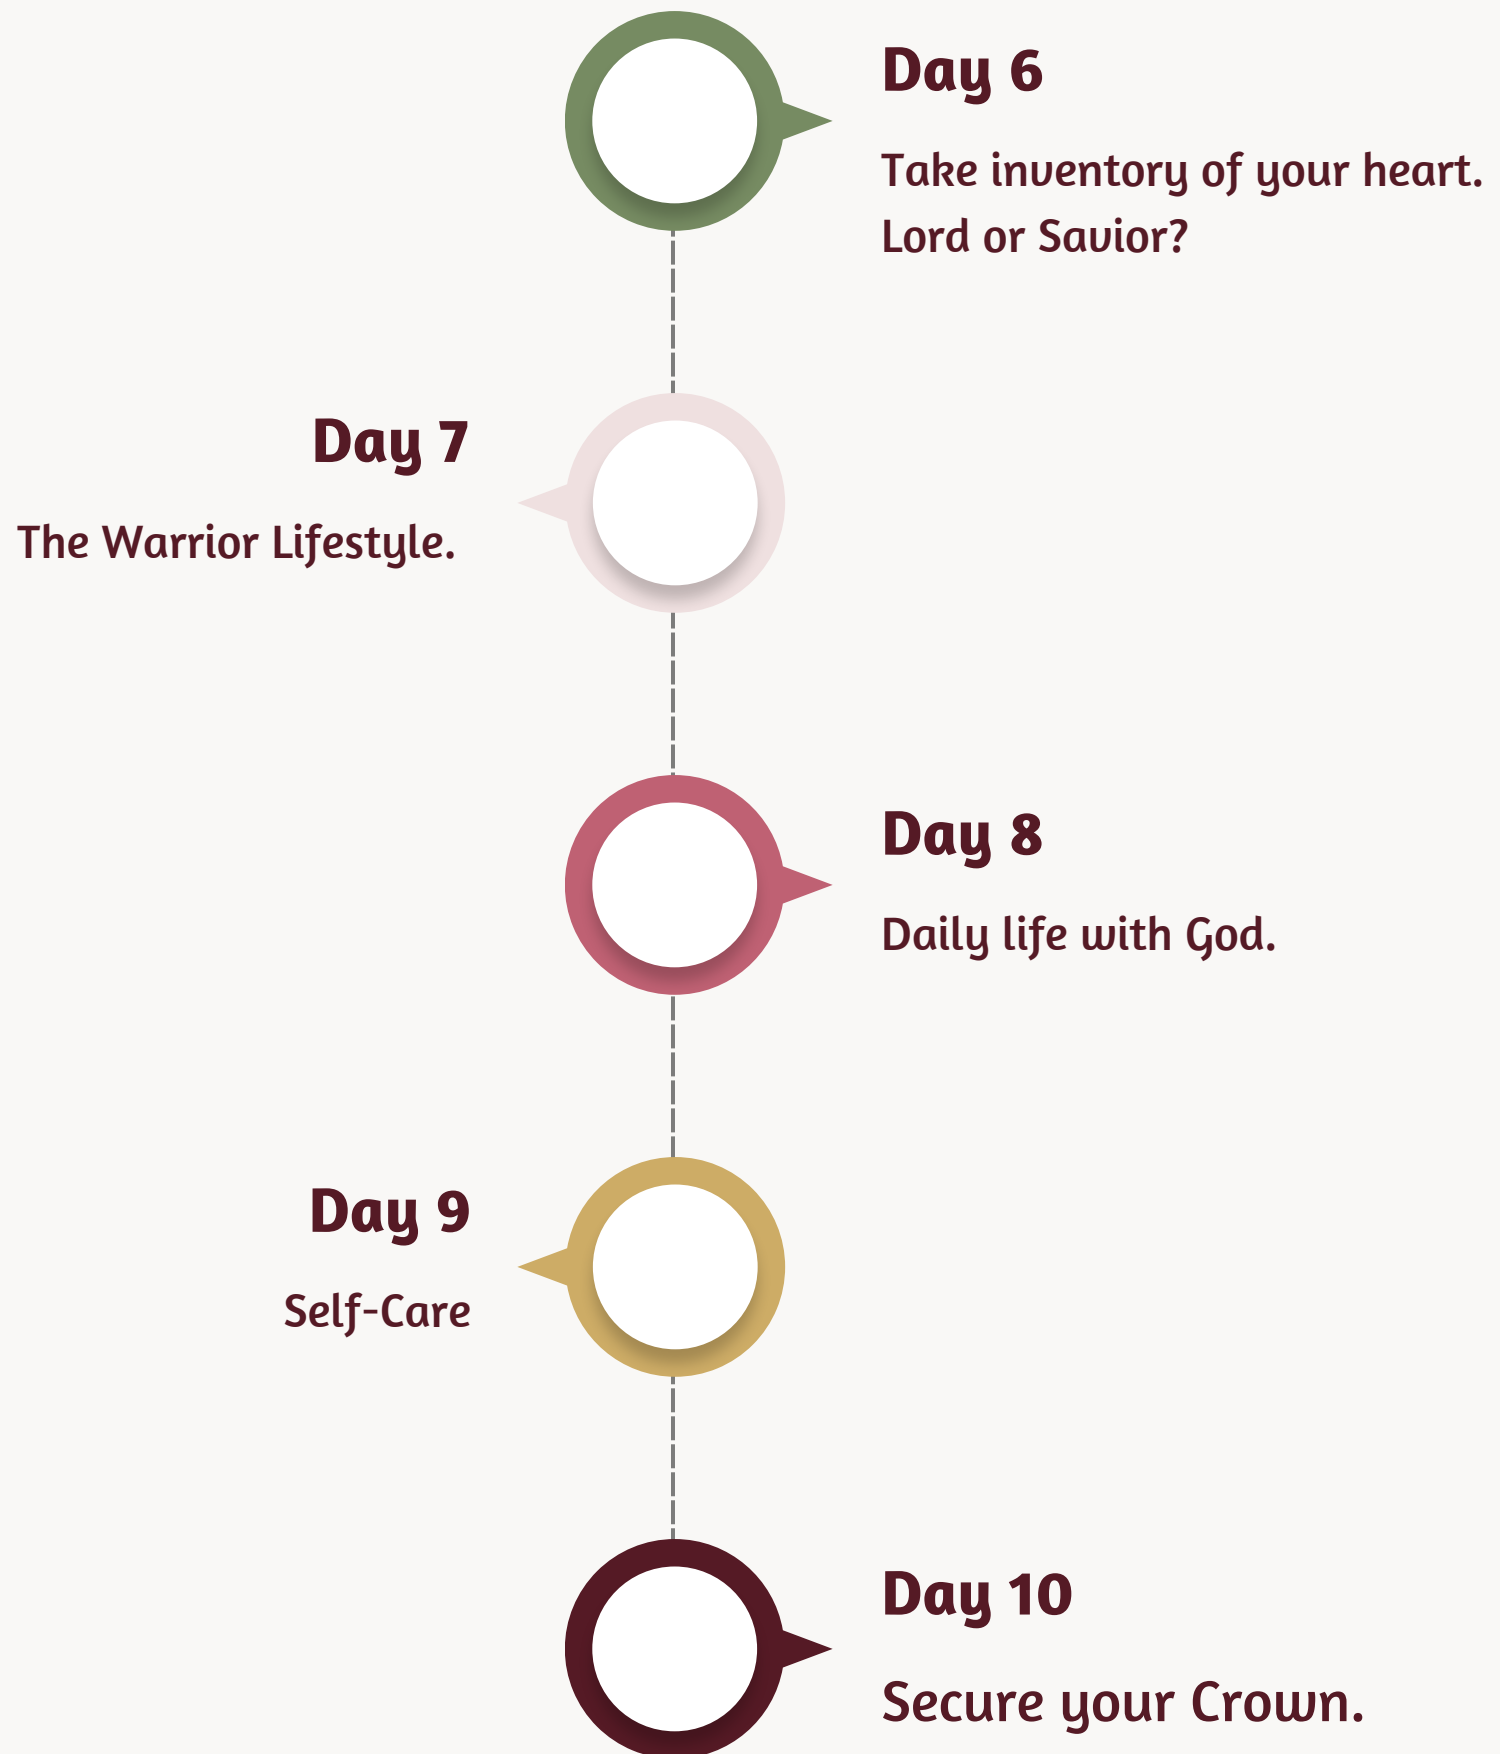 Day 6
Take inventory of your heart.
Lord or Savior?
Day 7
The Warrior Lifestyle.
Day 8
Daily life with God.
Day 9
Self-Care
Day 10
Secure your Crown.